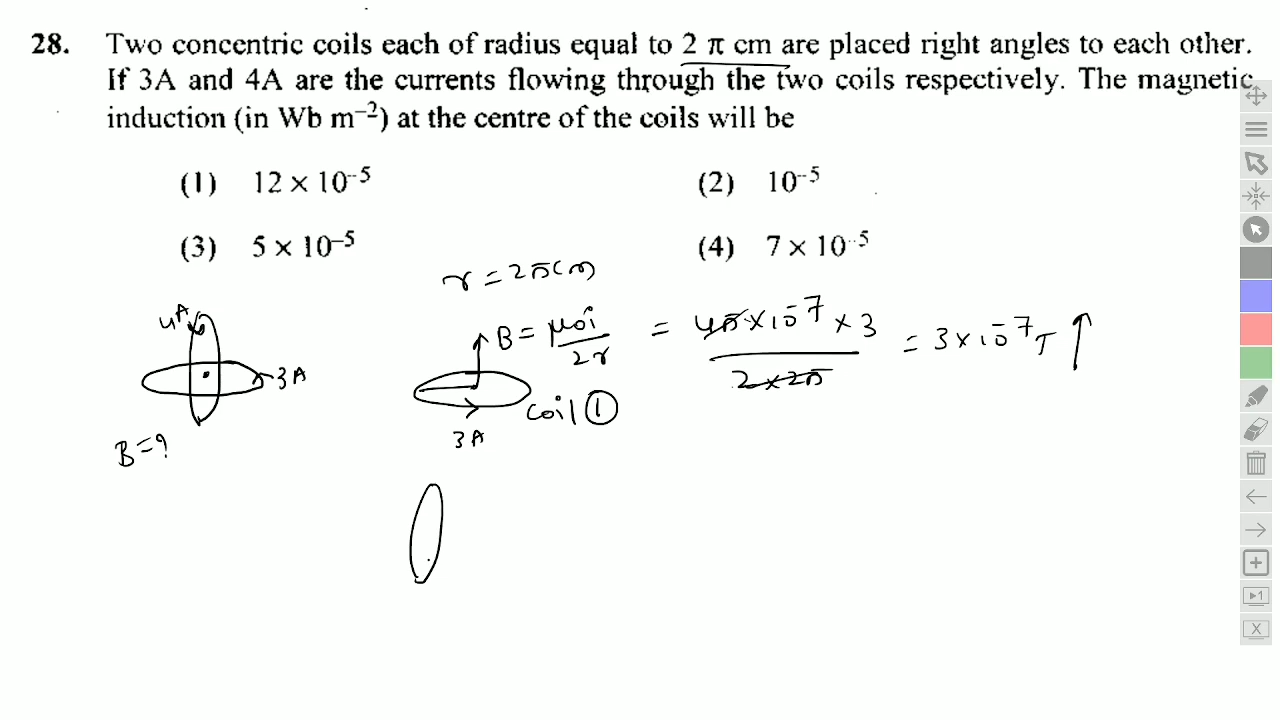 28. Two concentric coils each of radius equal to 2 π cm are placed right angles to each other.
If 3A and 4A are the currents flowing through the two coils respectively. The magnetic
induction (in Wb m⁻²) at the centre of the coils will be
(1) 12 × 10⁻⁵ (2) 10⁻⁵
(3) 5 × 10⁻⁵ (4) 7 × 10⁻⁵
r = 2π cm
4A
3A
B = ?
B = μ₀i / 2r = 4π × 10⁻⁷ × 3 / 2 × 2π = 3 × 10⁻⁷ T ↑
coil ①
3A